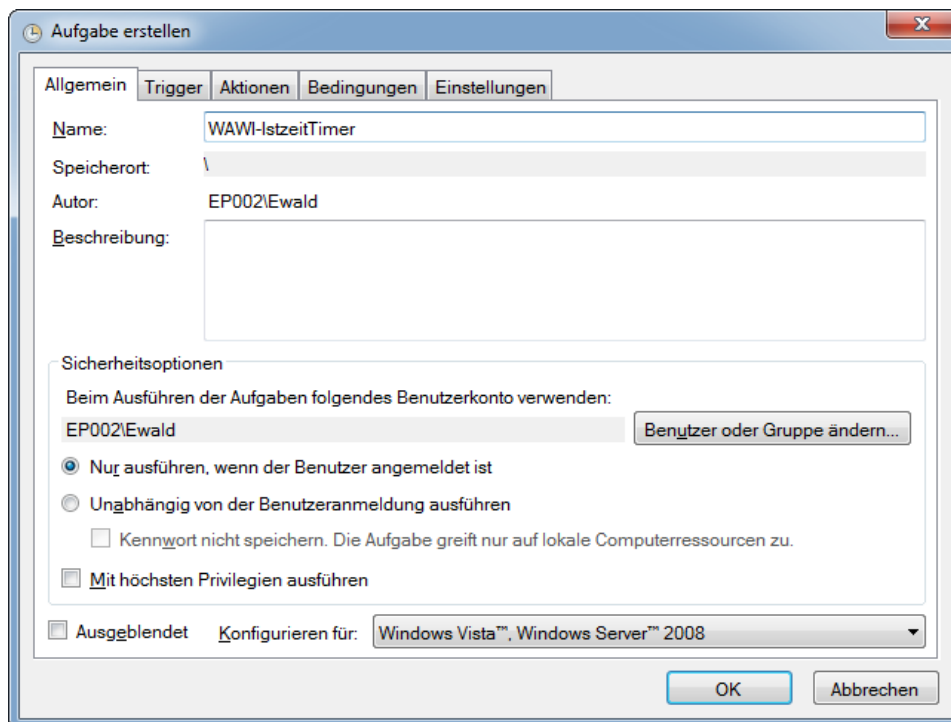 Aufgabe erstellen
Allgemein Trigger Aktionen Bedingungen Einstellungen
Name: WAWI-IstzeitTimer
Speicherort: \
Autor: EP002\Ewald
Beschreibung:
Sicherheitsoptionen
Beim Ausführen der Aufgaben folgendes Benutzerkonto verwenden:
EP002\Ewald Benutzer oder Gruppe ändern...
Nur ausführen, wenn der Benutzer angemeldet ist
Unabhängig von der Benutzeranmeldung ausführen
Kennwort nicht speichern. Die Aufgabe greift nur auf lokale Computerressourcen zu.
Mit höchsten Privilegien ausführen
Ausgeblendet Konfigurieren für: Windows Vista™, Windows Server™ 2008
OK Abbrechen